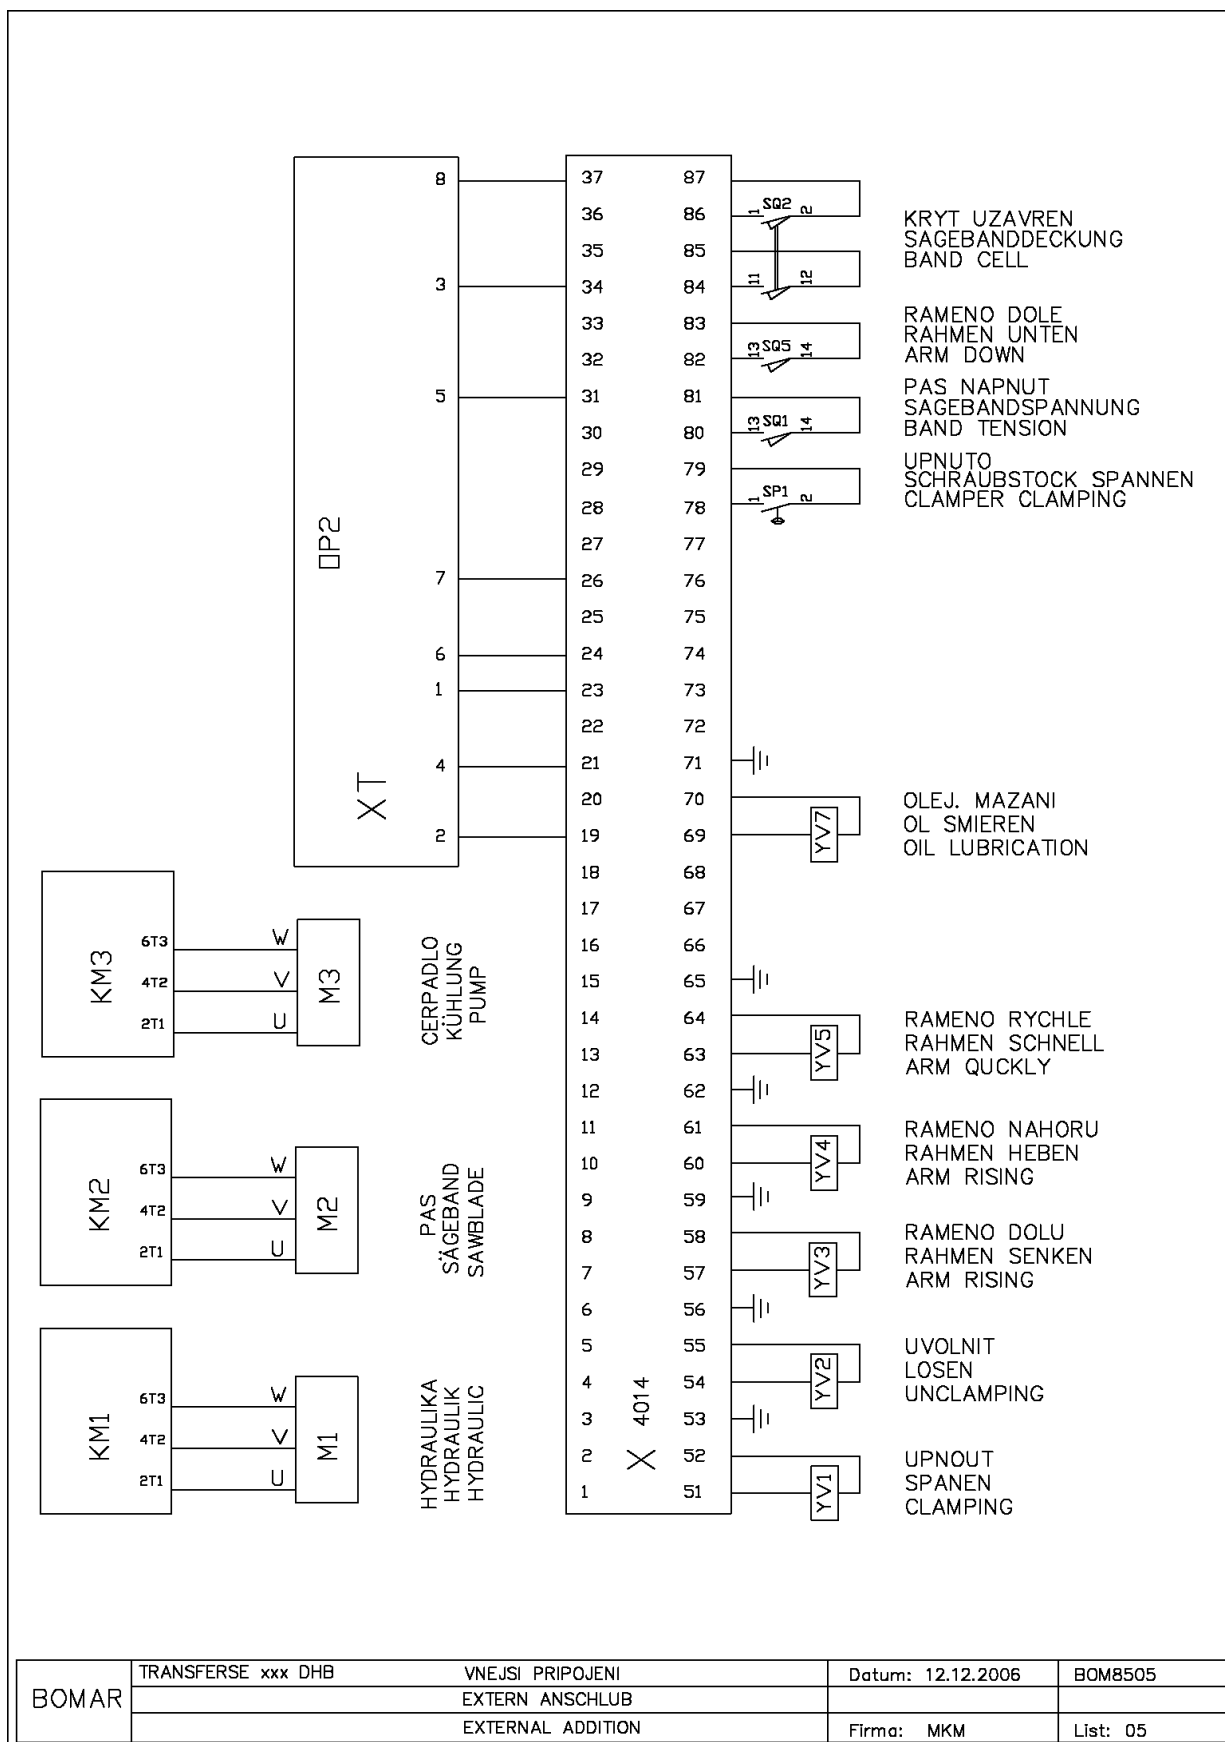 8
3
5
7
6
1
4
2
OP2
XT
37 87
36 86
35 85
34 84
33 83
32 82
31 81
30 80
29 79
28 78
27 77
26 76
25 75
24 74
23 73
22 72
21 71
20 70
19 69
18 68
17 67
16 66
15 65
14 64
13 63
12 62
11 61
10 60
9 59
8 58
7 57
6 56
5 55
4 54
3 53
2 52
1 51
X 4014
1 SQ2 2
11 12
KRYT UZAVREN
SAGEBANDDECKUNG
BAND CELL
13 SQ5 14
RAMENO DOLE
RAHMEN UNTEN
ARM DOWN
13 SQ1 14
PAS NAPNUT
SAGEBANDSPANNUNG
BAND TENSION
1 SP1 2
UPNUTO
SCHRAUBSTOCK SPANNEN
CLAMPER CLAMPING
YV7
OLEJ. MAZANI
OL SMIEREN
OIL LUBRICATION
YV5
RAMENO RYCHLE
RAHMEN SCHNELL
ARM QUCKLY
YV4
RAMENO NAHORU
RAHMEN HEBEN
ARM RISING
YV3
RAMENO DOLU
RAHMEN SENKEN
ARM RISING
YV2
UVOLNIT
LOSEN
UNCLAMPING
YV1
UPNOUT
SPANEN
CLAMPING
KM3
6T3 W
4T2 V
2T1 U
M3
CERPADLO
KÜHLUNG
PUMP
KM2
6T3 W
4T2 V
2T1 U
M2
PAS
SÄGEBAND
SAWBLADE
KM1
6T3 W
4T2 V
2T1 U
M1
HYDRAULIKA
HYDRAULIK
HYDRAULIC
BOMAR
TRANSFERSE xxx DHB VNEJSI PRIPOJENI Datum: 12.12.2006 BOM8505
EXTERN ANSCHLUB
EXTERNAL ADDITION Firma: MKM List: 05